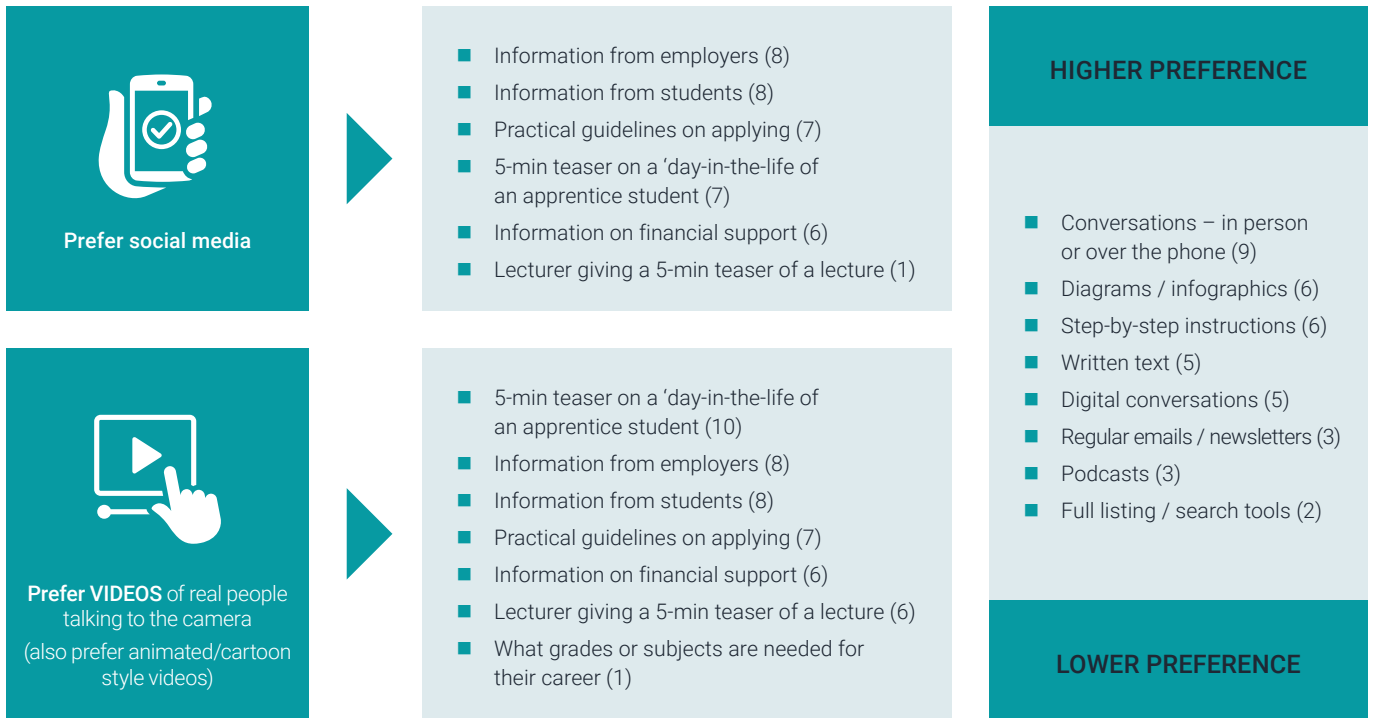 Prefer social media
Information from employers (8)
Information from students (8)
Practical guidelines on applying (7)
5-min teaser on a ‘day-in-the-life of
an apprentice student (7)
Information on financial support (6)
Lecturer giving a 5-min teaser of a lecture (1)
Prefer VIDEOS of real people
talking to the camera
(also prefer animated/cartoon
style videos)
5-min teaser on a ‘day-in-the-life of
an apprentice student (10)
Information from employers (8)
Information from students (8)
Practical guidelines on applying (7)
Information on financial support (6)
Lecturer giving a 5-min teaser of a lecture (6)
What grades or subjects are needed for
their career (1)
HIGHER PREFERENCE
Conversations – in person
or over the phone (9)
Diagrams / infographics (6)
Step-by-step instructions (6)
Written text (5)
Digital conversations (5)
Regular emails / newsletters (3)
Podcasts (3)
Full listing / search tools (2)
LOWER PREFERENCE